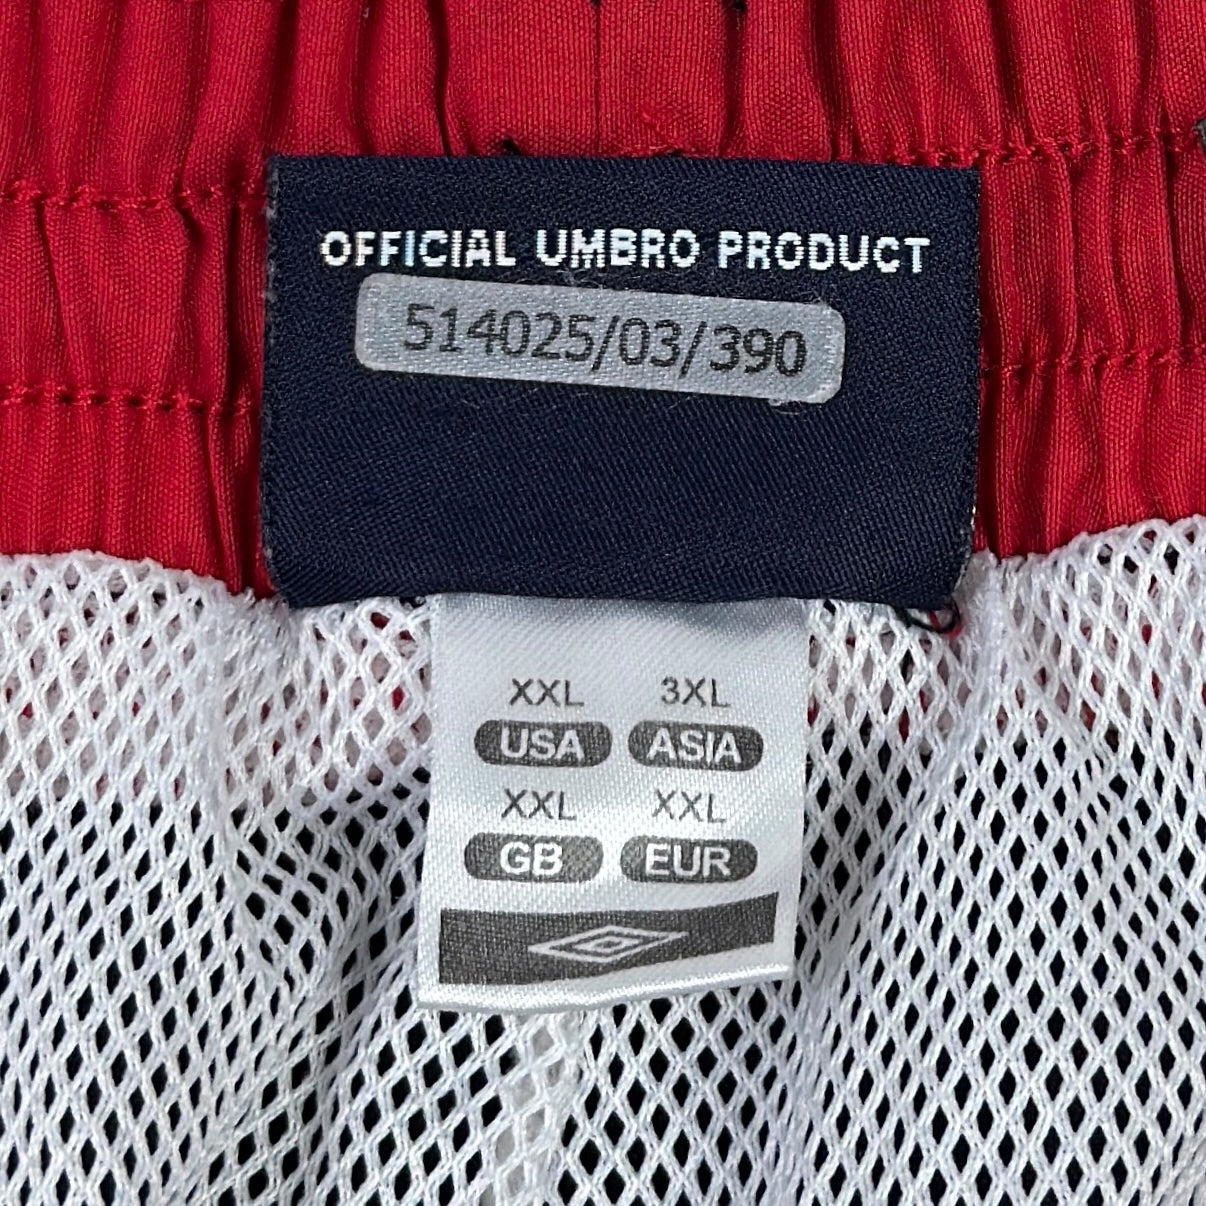 OFFICIAL UMBRO PRODUCT
514025/03/390
XXL 3XL
USA ASIA
XXL XXL
GB EUR